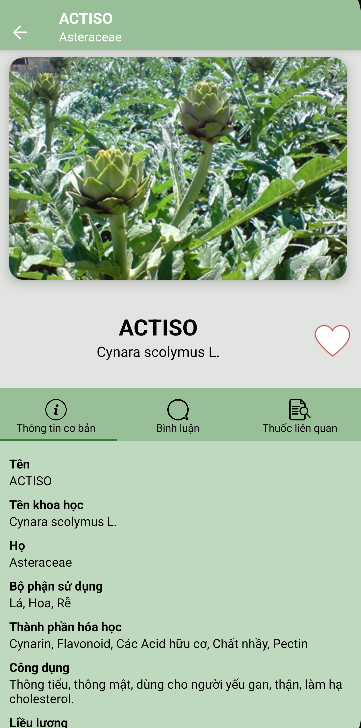 ACTISO
Asteraceae
ACTISO
Cynara scolymus L.
Thông tin cơ bản
Bình luận
Thuốc liên quan
Tên
ACTISO
Tên khoa học
Cynara scolymus L.
Họ
Asteraceae
Bộ phận sử dụng
Lá, Hoa, Rễ
Thành phần hóa học
Cynarin, Flavonoid, Các Acid hữu cơ, Chất nhầy, Pectin
Công dụng
Thông tiểu, thông mật, dùng cho người yếu gan, thận, làm hạ
cholesterol.
Liều lượng